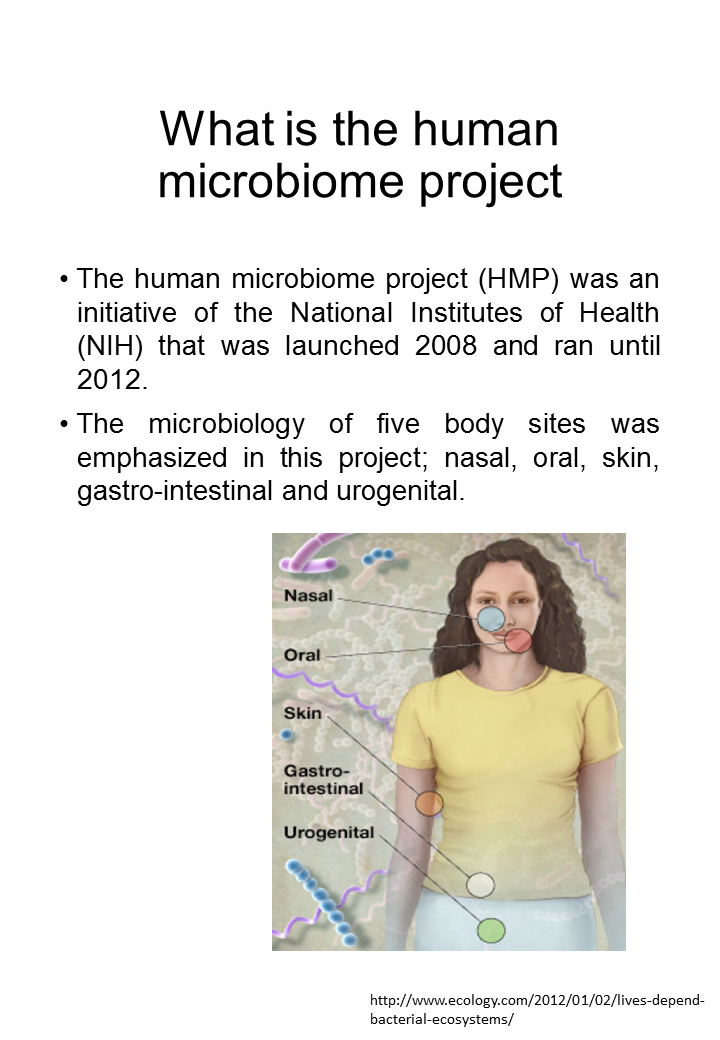 What is the human
microbiome project
• The human microbiome project (HMP) was an
initiative of the National Institutes of Health
(NIH) that was launched 2008 and ran until
2012.
• The microbiology of five body sites was
emphasized in this project; nasal, oral, skin,
gastro-intestinal and urogenital.
Nasal
Oral
Skin
Gastro-
intestinal
Urogenital
http://www.ecology.com/2012/01/02/lives-depend-
bacterial-ecosystems/